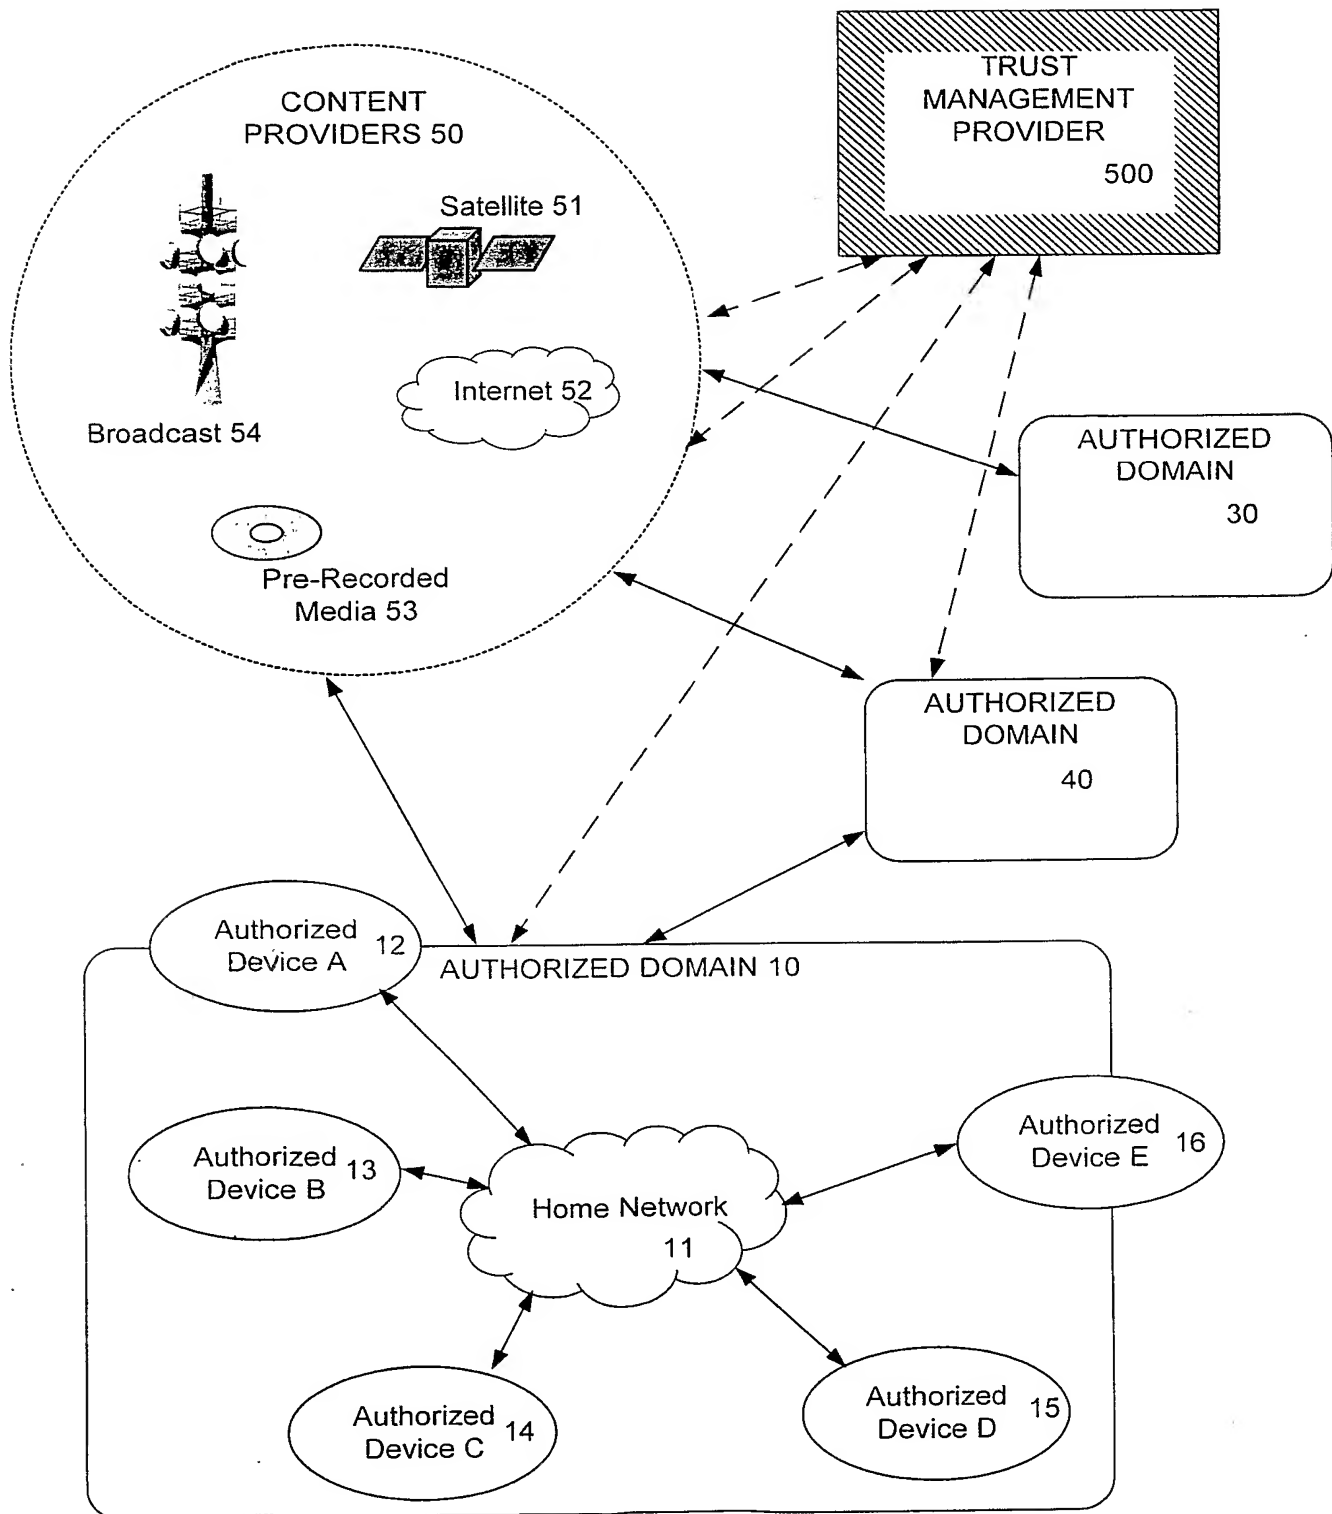 CONTENT
PROVIDERS 50
TRUST
MANAGEMENT
PROVIDER
500
Satellite 51
Internet 52
Broadcast 54
Pre-Recorded
Media 53
AUTHORIZED
DOMAIN
30
AUTHORIZED
DOMAIN
40
Authorized
Device A
12
AUTHORIZED DOMAIN 10
Authorized
Device B
13
Authorized
Device E
16
Home Network
11
Authorized
Device C
14
Authorized
Device D
15